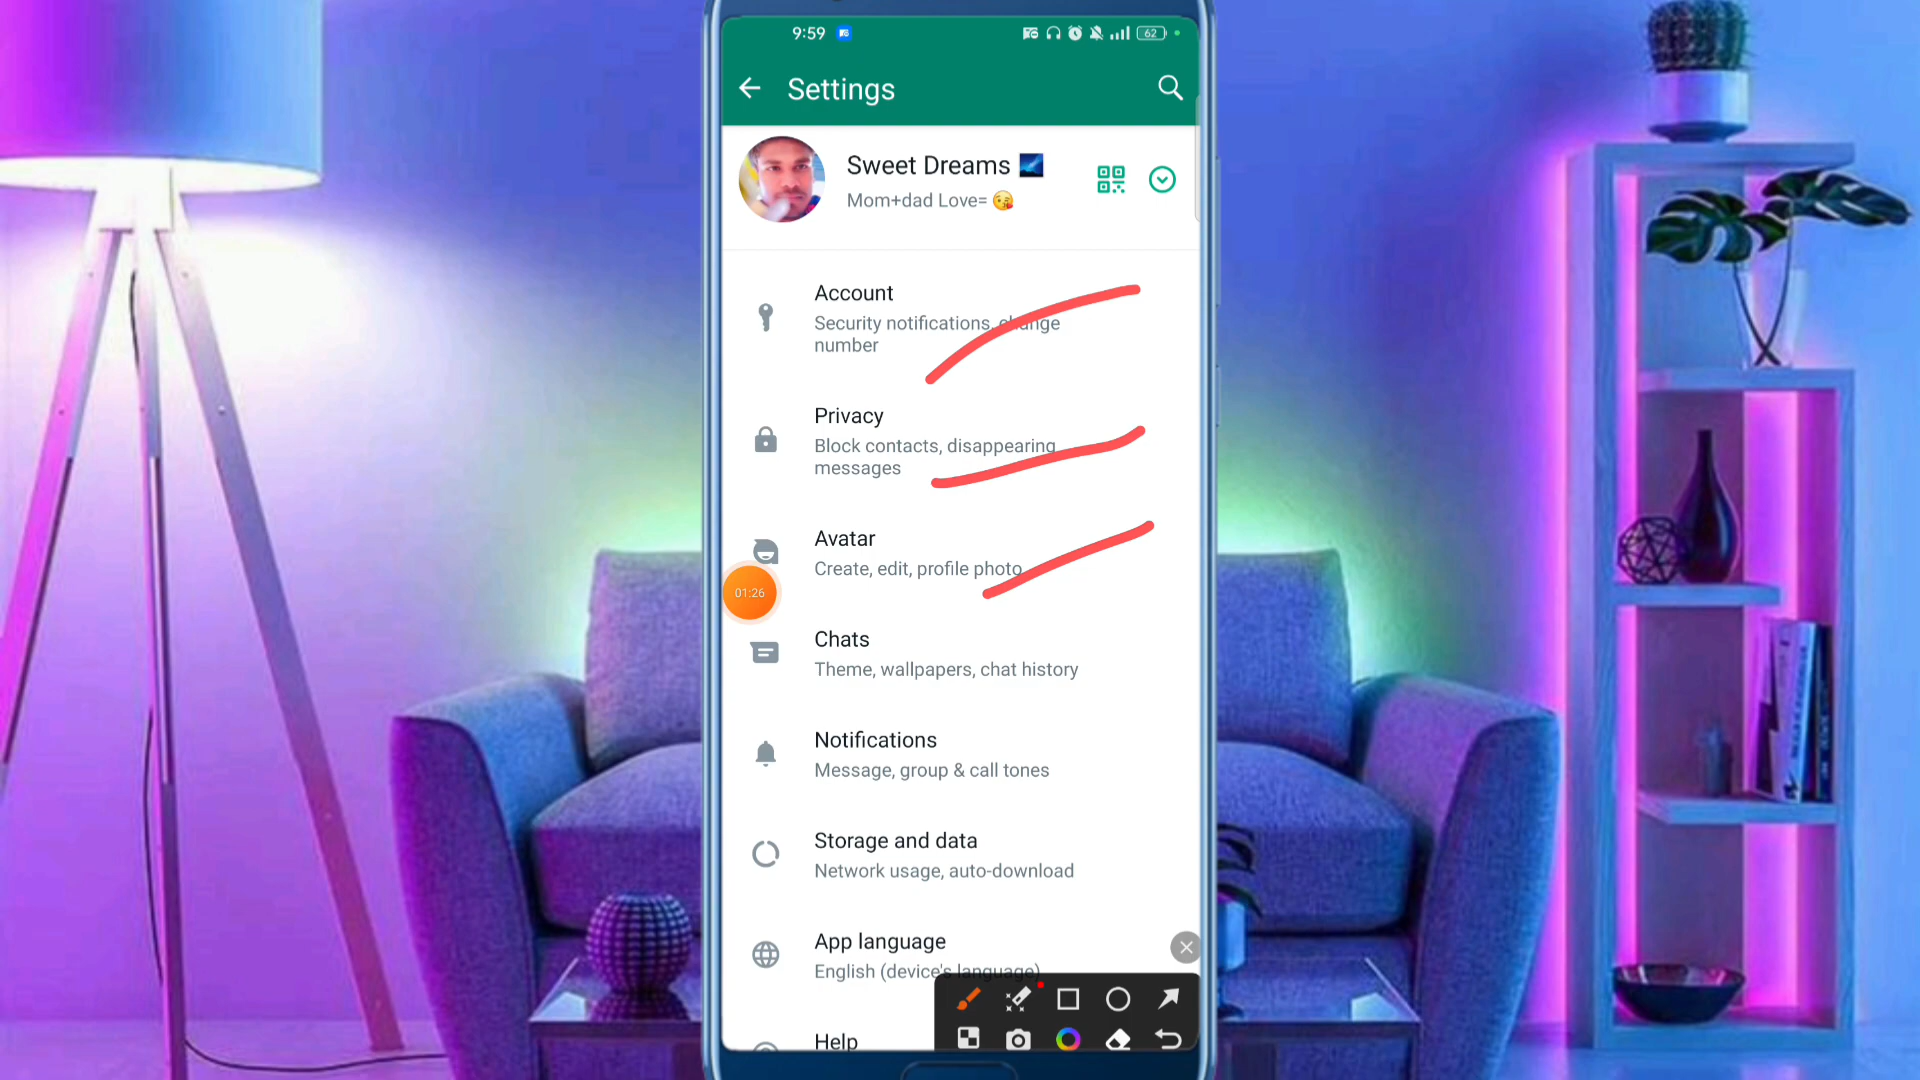 9:59
62
Settings
Sweet Dreams
Mom+dad Love= 😘
Account
Security notifications, change
number
Privacy
Block contacts, disappearing
messages
Avatar
Create, edit, profile photo
01:26
Chats
Theme, wallpapers, chat history
Notifications
Message, group & call tones
Storage and data
Network usage, auto-download
App language
English (device's language)
Help